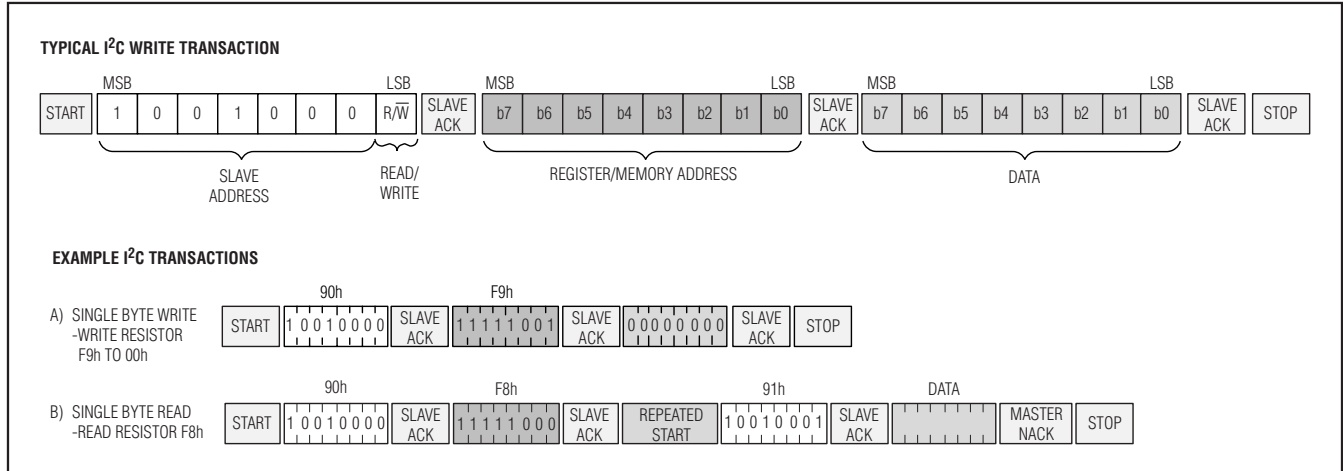 TYPICAL I2C WRITE TRANSACTION
MSB LSB MSB LSB MSB LSB
START 1 0 0 1 0 0 0 R/W̅ SLAVE ACK b7 b6 b5 b4 b3 b2 b1 b0 SLAVE ACK b7 b6 b5 b4 b3 b2 b1 b0 SLAVE ACK STOP
SLAVE ADDRESS READ/WRITE REGISTER/MEMORY ADDRESS DATA
EXAMPLE I2C TRANSACTIONS
90h F9h
A) SINGLE BYTE WRITE
-WRITE RESISTOR
F9h TO 00h
START 1 0 0 1 0 0 0 0 SLAVE ACK 1 1 1 1 1 0 0 1 SLAVE ACK 0 0 0 0 0 0 0 0 SLAVE ACK STOP
90h F8h 91h DATA
B) SINGLE BYTE READ
-READ RESISTOR F8h
START 1 0 0 1 0 0 0 0 SLAVE ACK 1 1 1 1 1 0 0 0 SLAVE ACK REPEATED START 1 0 0 1 0 0 0 1 SLAVE ACK MASTER NACK STOP